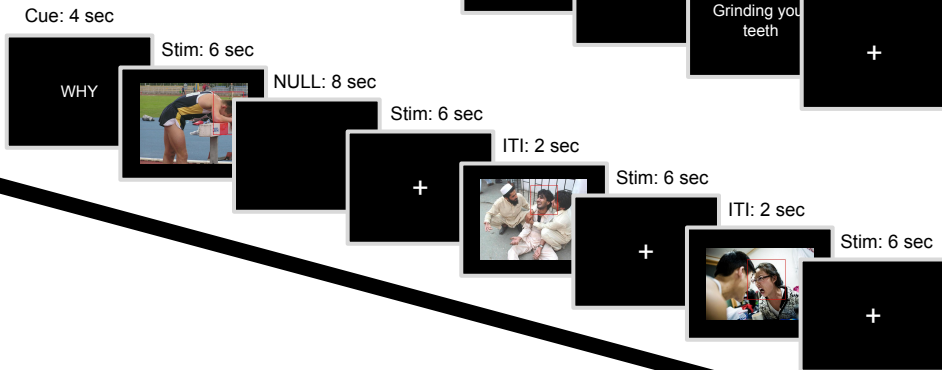 Cue: 4 sec
WHY
Stim: 6 sec
NULL: 8 sec
Stim: 6 sec
ITI: 2 sec
Stim: 6 sec
ITI: 2 sec
Stim: 6 sec
Grinding
teeth
+
+
+
+